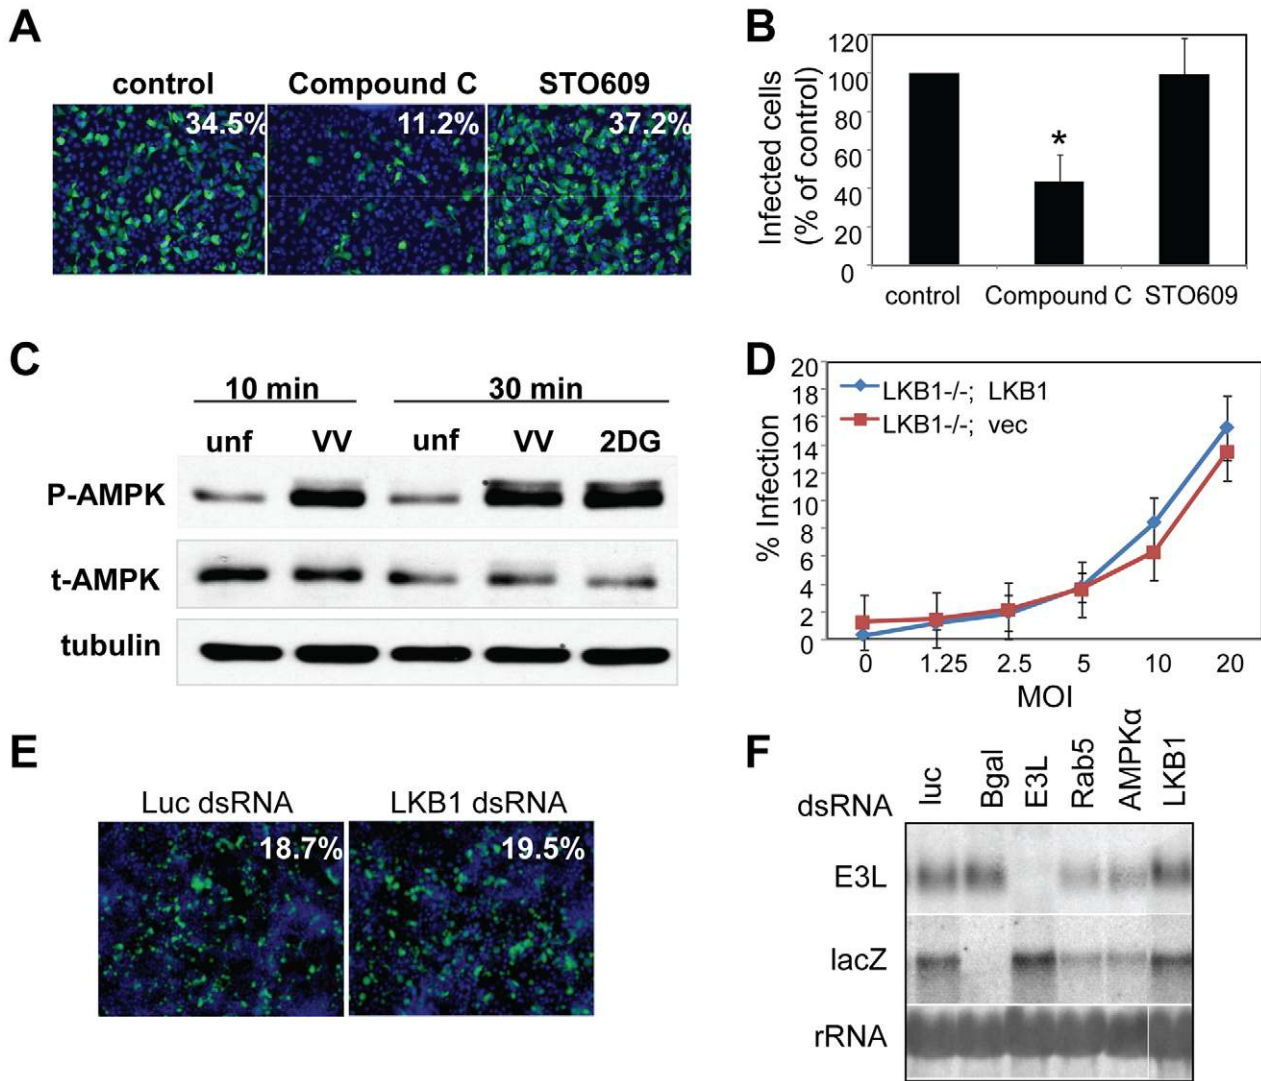 A
control Compound C STO609
34.5% 11.2% 37.2%
B
Infected cells
(% of control)
120
100
80
60
40
20
0
control Compound C STO609
*
C
10 min 30 min
unf VV unf VV 2DG
P-AMPK
t-AMPK
tubulin
D
% Infection
20
18
16
14
12
10
8
6
4
2
0
LKB1-/-; LKB1
LKB1-/-; vec
0 1.25 2.5 5 10 20
MOI
E
Luc dsRNA LKB1 dsRNA
18.7% 19.5%
F
dsRNA luc Bgal E3L Rab5 AMPKα LKB1
E3L
lacZ
rRNA